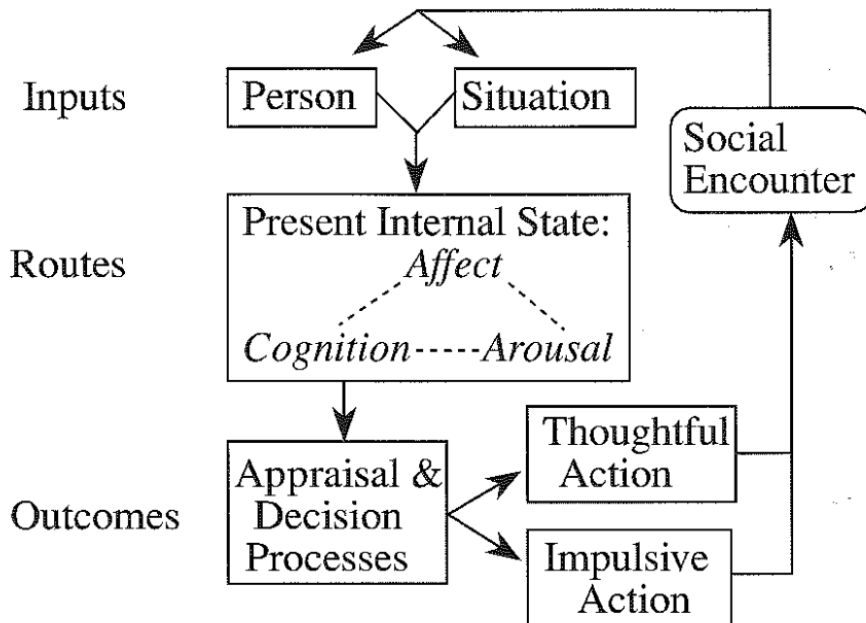 Inputs
Person
Situation
Social
Encounter
Routes
Present Internal State:
Affect
Cognition
Arousal
Outcomes
Appraisal &
Decision
Processes
Thoughtful
Action
Impulsive
Action